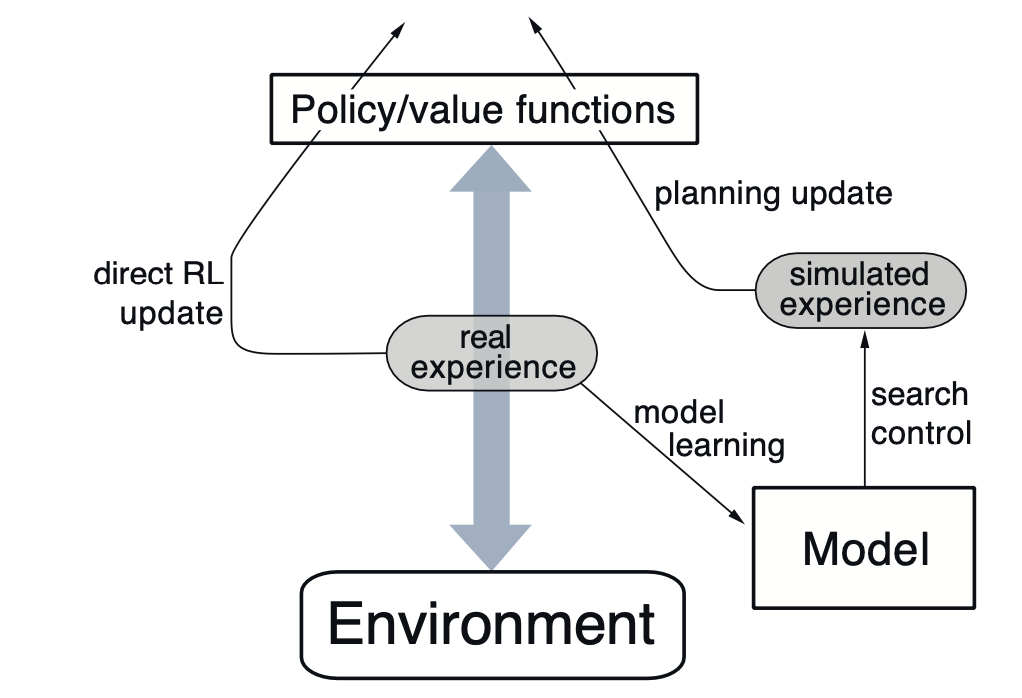 Policy/value functions
planning update
direct RL
update
simulated
experience
real
experience
model
learning
search
control
Model
Environment